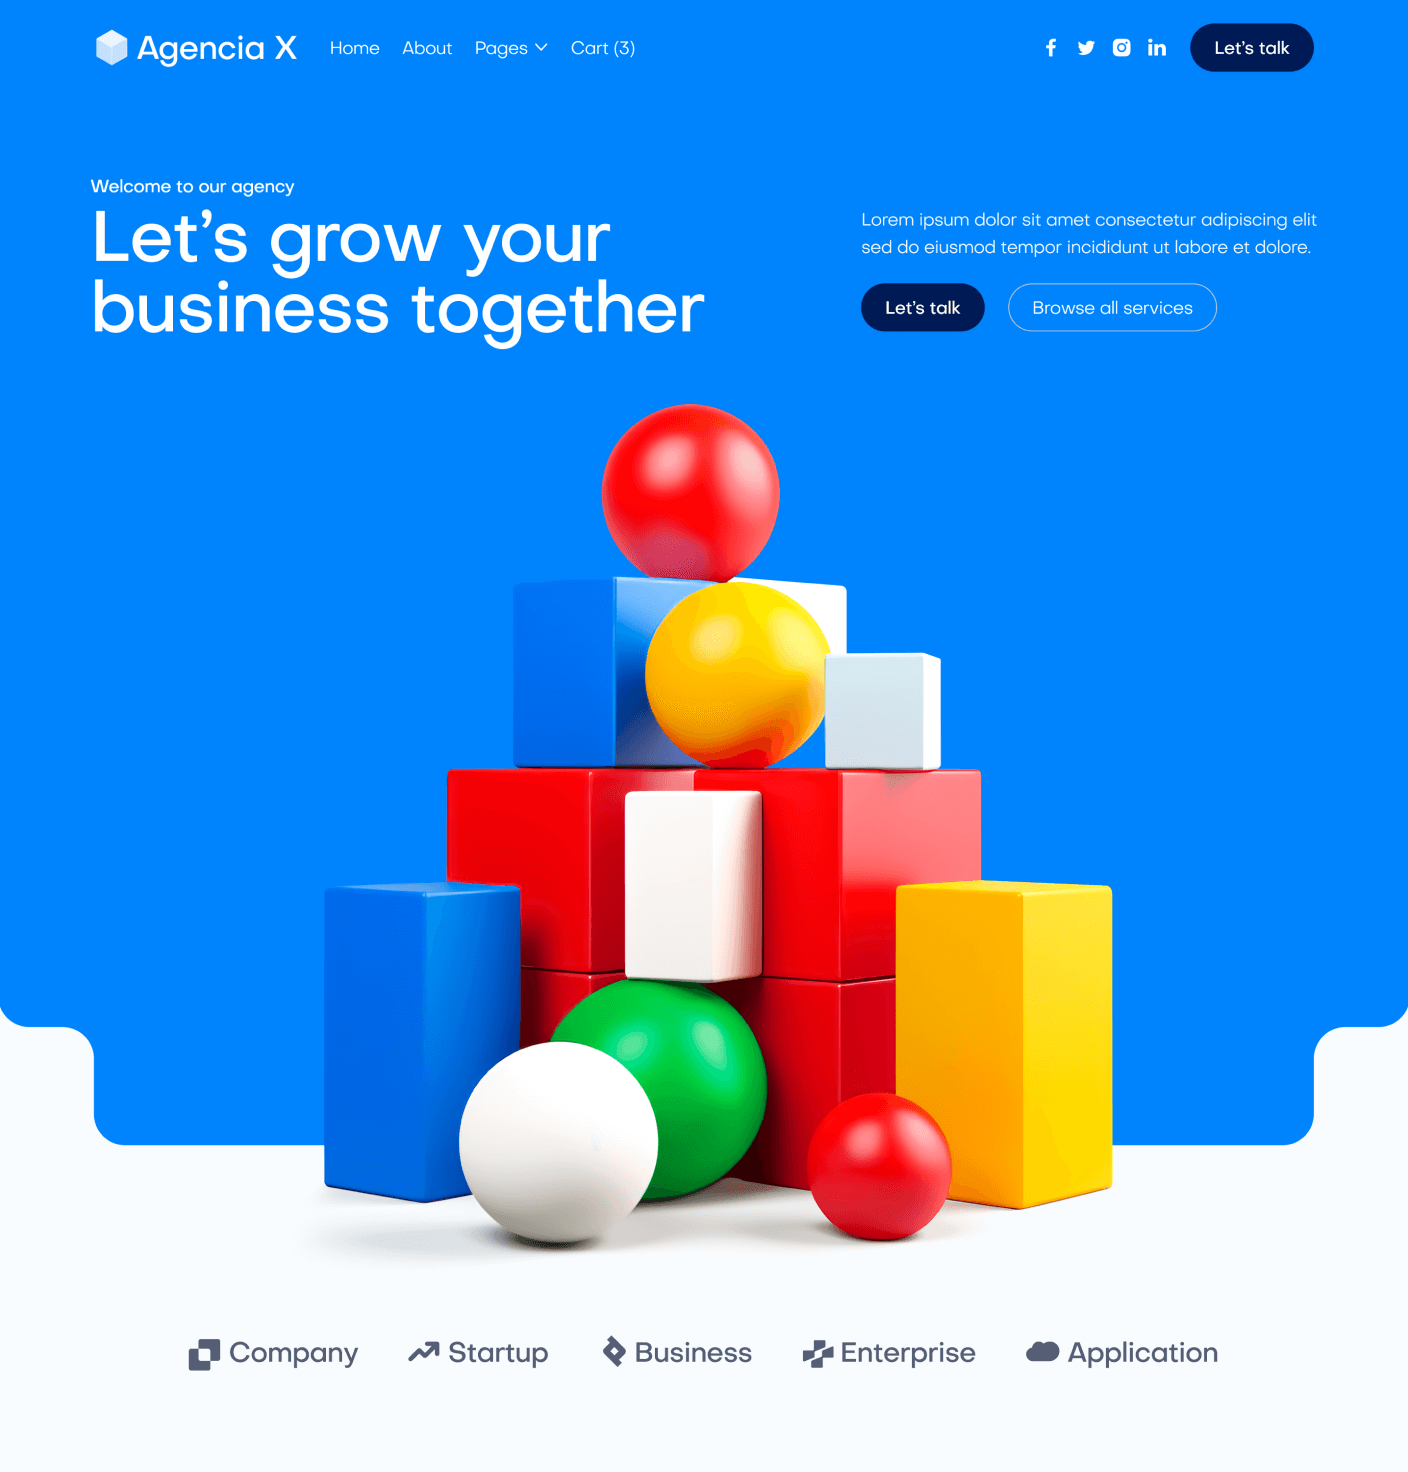 Agencia X
Home
About
Pages
Cart (3)
Let's talk
Welcome to our agency
Let’s grow your
business together
Lorem ipsum dolor sit amet consectetur adipiscing elit
sed do eiusmod tempor incididunt ut labore et dolore.
Let’s talk
Browse all services
Company
Startup
Business
Enterprise
Application